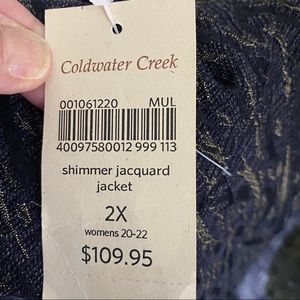 Coldwater Creek
001061220 MUL
40097580012 999 113
shimmer jacquard
jacket
2X
womens 20-22
$109.95